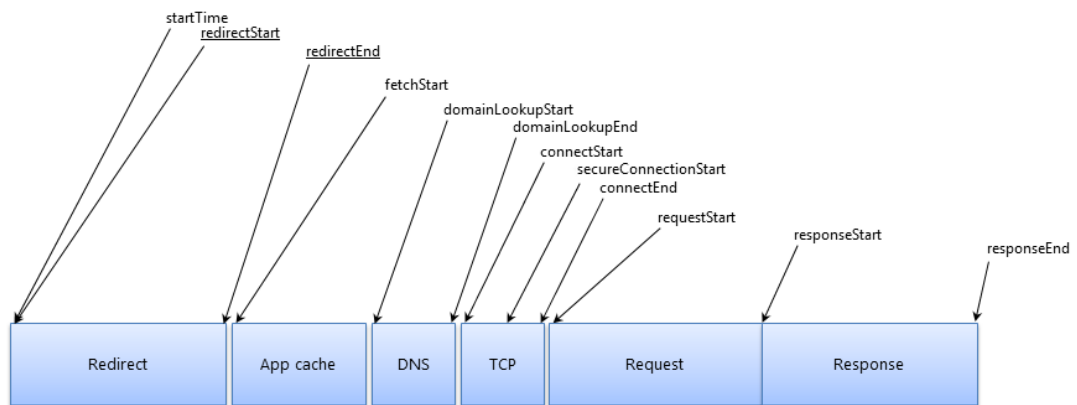 startTime
redirectStart
redirectEnd
fetchStart
domainLookupStart
domainLookupEnd
connectStart
secureConnectionStart
connectEnd
requestStart
responseStart
responseEnd
Redirect
App cache
DNS
TCP
Request
Response